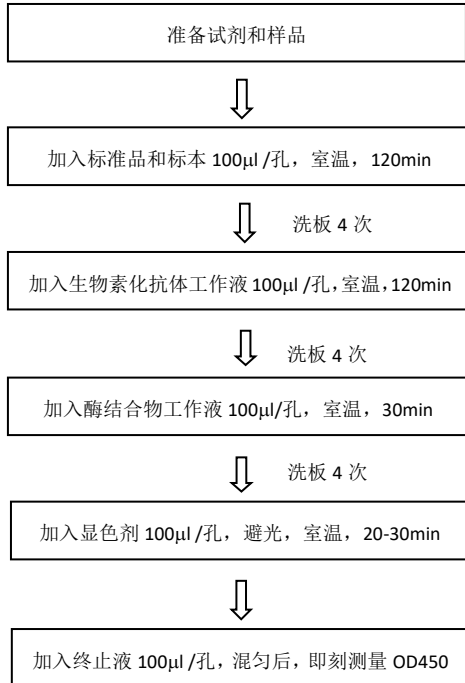 准备试剂和样品
加入标准品和标本 100μl /孔，室温，120min
洗板 4 次
加入生物素化抗体工作液 100μl /孔，室温，120min
洗板 4 次
加入酶结合物工作液 100μl/孔，室温，30min
洗板 4 次
加入显色剂 100μl /孔，避光，室温，20-30min
加入终止液 100μl /孔，混匀后，即刻测量 OD450